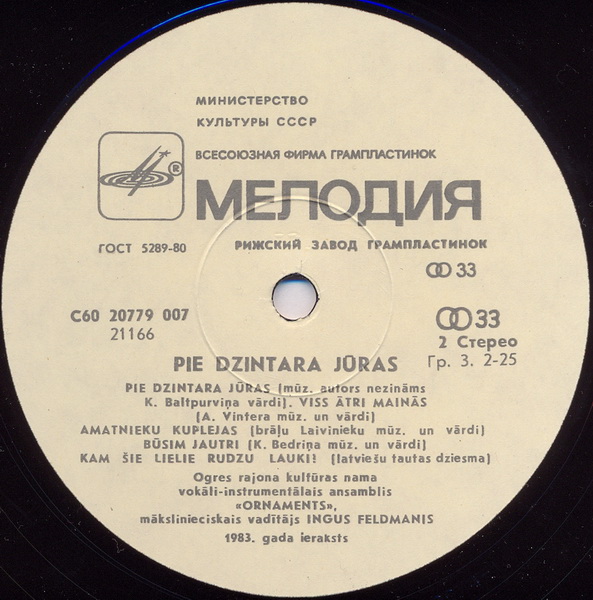 МИНИСТЕРСТВО
КУЛЬТУРЫ СССР
ВСЕСОЮЗНАЯ ФИРМА ГРАМПЛАСТИНОК
®
МЕЛОДИЯ
ГОСТ 5289-80
РИЖСКИЙ ЗАВОД ГРАМПЛАСТИНОК
33
С60 20779 007
21166
33
2 Стерео
Гр. 3. 2-25
PIE DZINTARA JŪRAS
PIE DZINTARA JŪRAS (mūz. autors nezināms
K. Baltpurviņa vārdi). VISS ĀTRI MAINĀS
(A. Vintera mūz. un vārdi)
AMATNIEKU KUPLEJAS (brāļu Laivinieku mūz. un vārdi)
BŪSIM JAUTRI (K. Bedriņa mūz. un vārdi)
KAM ŠIE LIELIE RUDZU LAUKI? (latviešu tautas dziesma)
Ogres rajona kultūras nama
vokāli-instrumentālais ansamblis
«ORNAMENTS»,
mākslinieciskais vadītājs INGUS FELDMANIS
1983. gada ieraksts